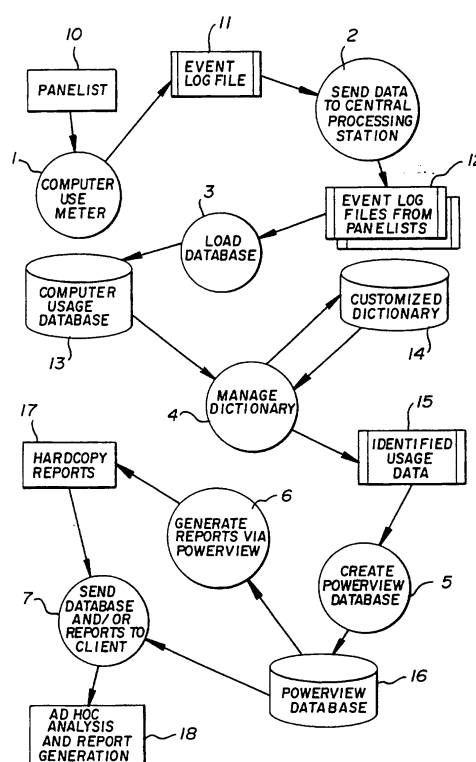 10
PANELIST
11
EVENT
LOG FILE
2
SEND DATA
TO CENTRAL
PROCESSING
STATION
1
COMPUTER
USE
METER
12
EVENT LOG
FILES FROM
PANELISTS
3
LOAD
DATABASE
COMPUTER
USAGE
DATABASE
13
CUSTOMIZED
DICTIONARY
14
MANAGE
DICTIONARY
4
15
IDENTIFIED
USAGE
DATA
17
HARDCOPY
REPORTS
6
GENERATE
REPORTS VIA
POWERVIEW
CREATE
POWERVIEW
DATABASE
5
7
SEND
DATABASE
AND/OR
REPORTS TO
CLIENT
POWERVIEW
DATABASE
16
AD HOC
ANALYSIS
AND REPORT
GENERATION
18